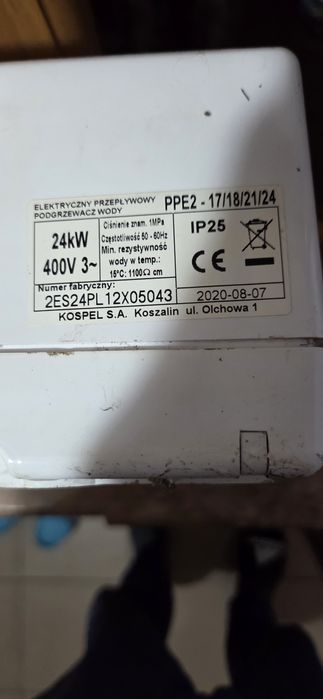 ELEKTRYCZNY PRZEPŁYWOWY
PODGRZEWACZ WODY
PPE2 - 17/18/21/24
24kW
400V 3~
Ciśnienie znam. 1MPa
Częstotliwość 50 - 60Hz
Min. rezystywność
wody w temp.:
15°C: 1100Ω cm
IP25
CE
Numer fabryczny:
2ES24PL12X05043
2020-08-07
KOSPEL S.A. Koszalin ul. Olchowa 1